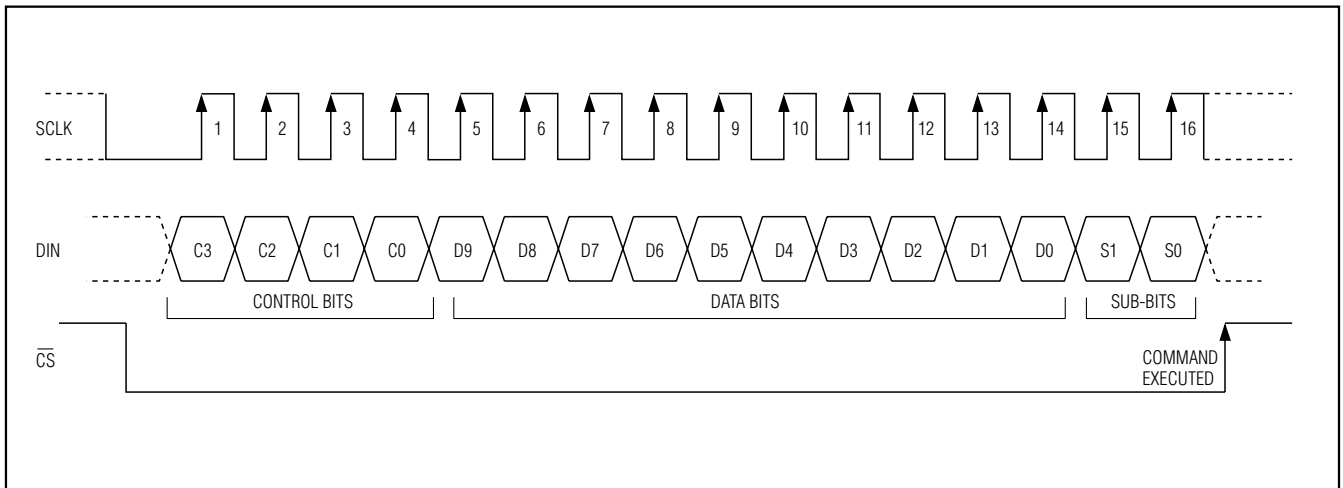 SCLK 1 2 3 4 5 6 7 8 9 10 11 12 13 14 15 16
DIN C3 C2 C1 C0 D9 D8 D7 D6 D5 D4 D3 D2 D1 D0 S1 S0
CONTROL BITS DATA BITS SUB-BITS
C̅S̅ COMMAND
EXECUTED